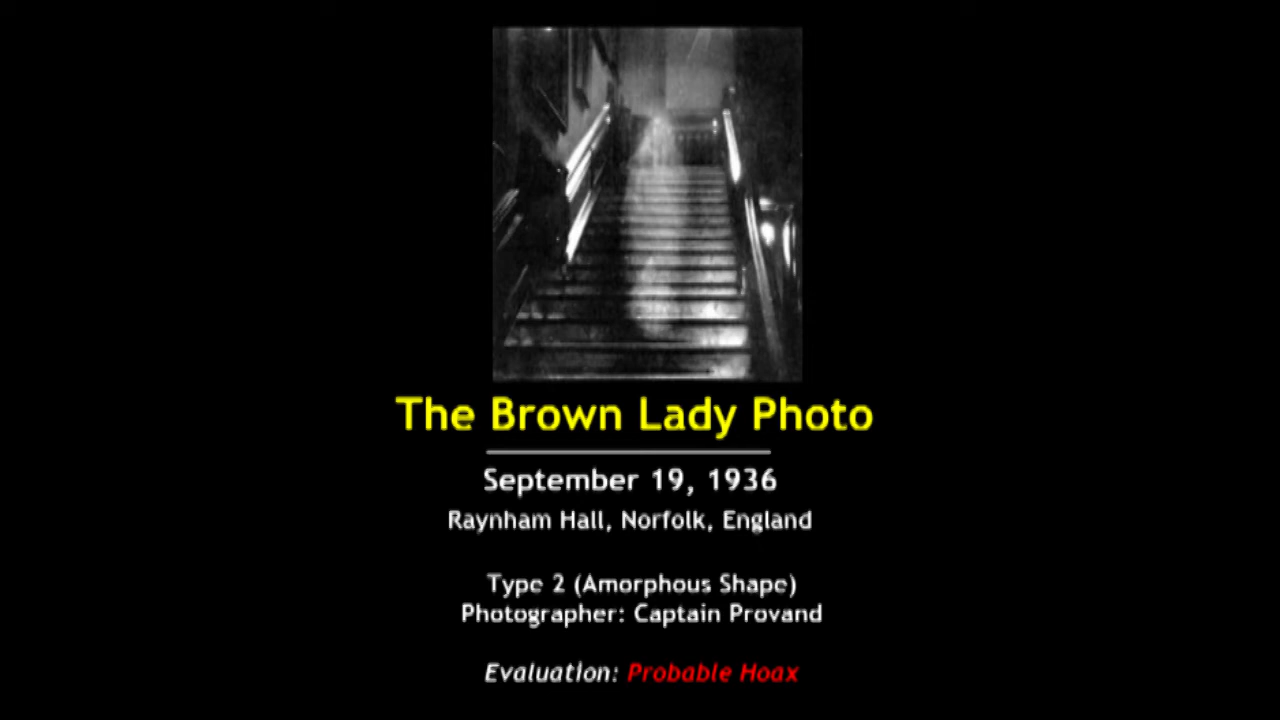 The Brown Lady Photo
September 19, 1936
Raynham Hall, Norfolk, England
Type 2 (Amorphous Shape)
Photographer: Captain Provand
Evaluation: Probable Hoax